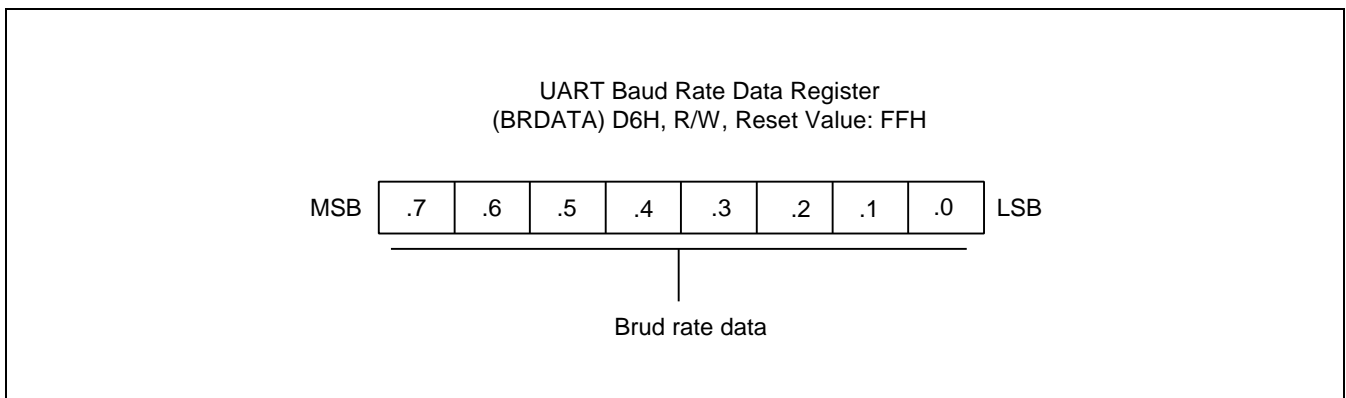 UART Baud Rate Data Register
(BRDATA) D6H, R/W, Reset Value: FFH
MSB .7 .6 .5 .4 .3 .2 .1 .0 LSB
Brud rate data